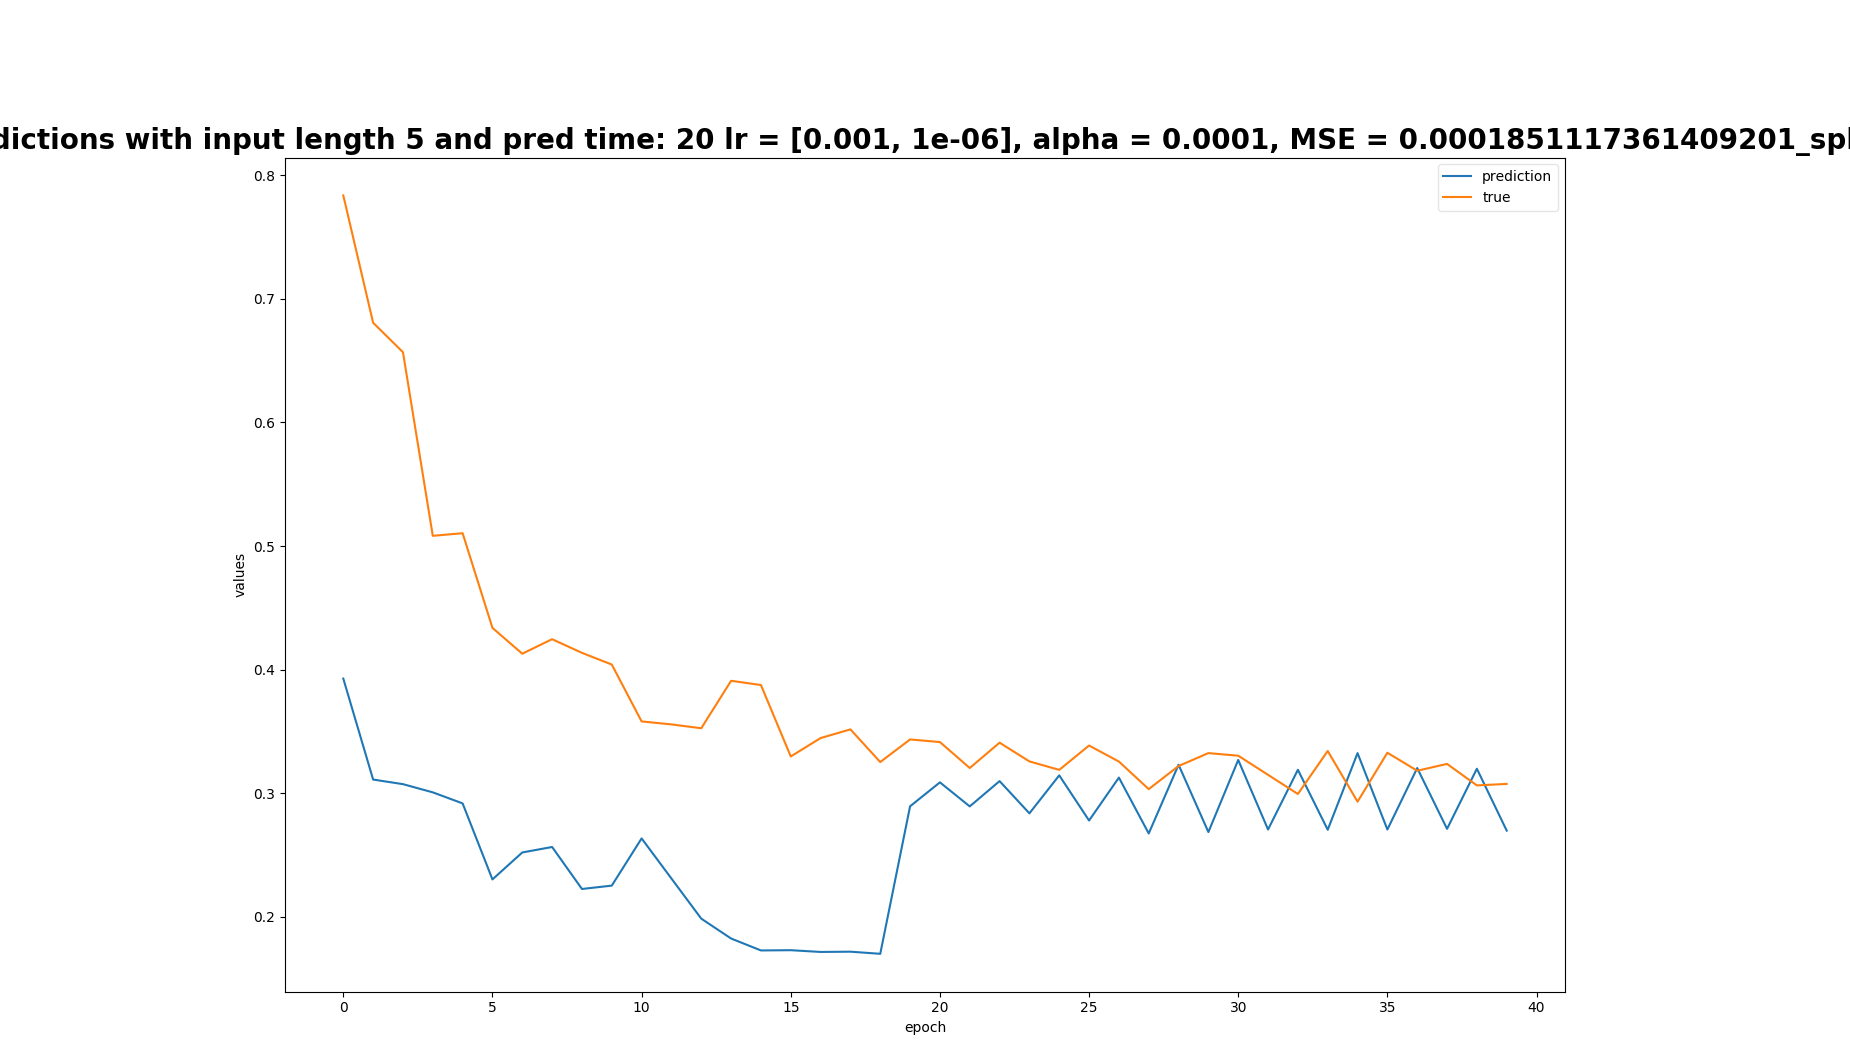 dictions with input length 5 and pred time: 20 lr = [0.001, 1e-06], alpha = 0.0001, MSE = 0.0001851117361409201_spl
prediction
true
0.8
0.7
0.6
0.5
0.4
0.3
0.2
values
0 5 10 15 20 25 30 35 40
epoch